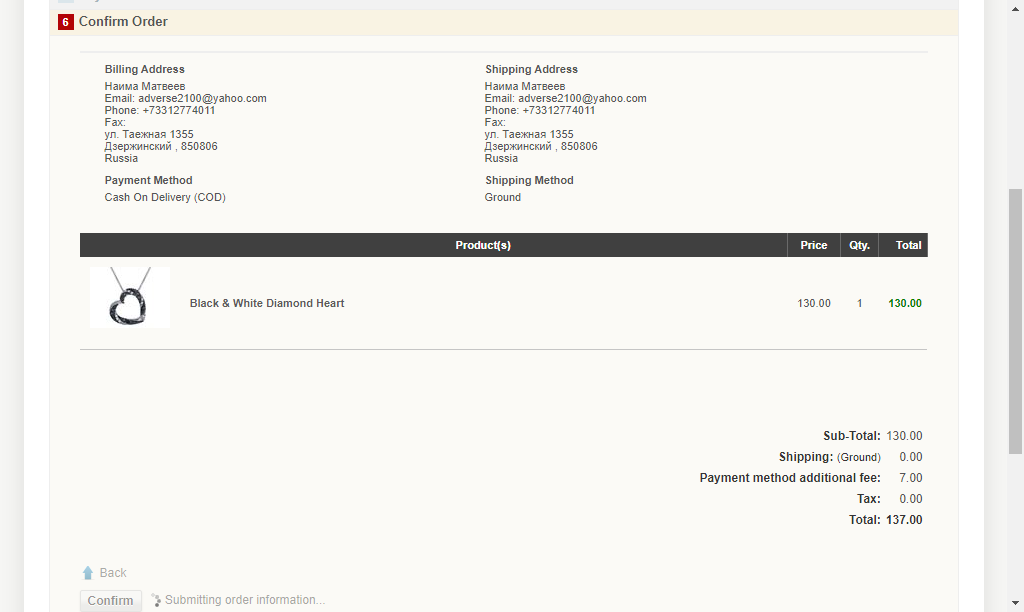 6 Confirm Order
Billing Address
Наима Матвеев
Email: adverse2100@yahoo.com
Phone: +73312774011
Fax:
ул. Таежная 1355
Дзержинский , 850806
Russia
Payment Method
Cash On Delivery (COD)
Shipping Address
Наима Матвеев
Email: adverse2100@yahoo.com
Phone: +73312774011
Fax:
ул. Таежная 1355
Дзержинский , 850806
Russia
Shipping Method
Ground
Product(s) Price Qty. Total
Black & White Diamond Heart 130.00 1 130.00
Sub-Total: 130.00
Shipping: (Ground) 0.00
Payment method additional fee: 7.00
Tax: 0.00
Total: 137.00
Back
Confirm Submitting order information...